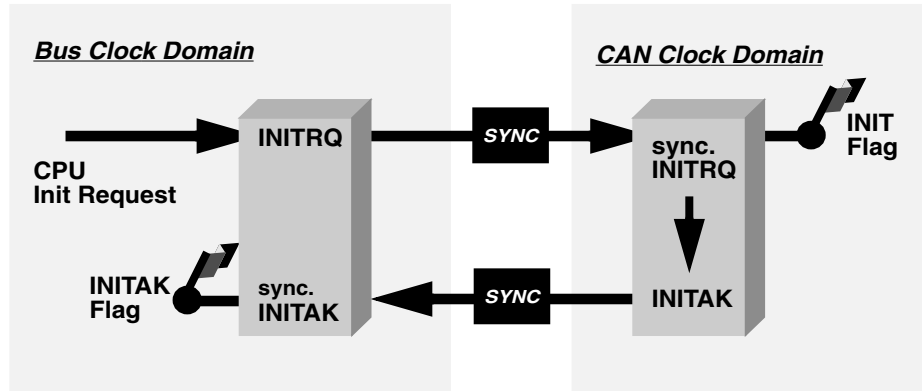 Bus Clock Domain
CAN Clock Domain
INITRQ
SYNC
sync.
INITRQ
INIT
Flag
CPU
Init Request
INITAK
Flag
sync.
INITAK
SYNC
INITAK